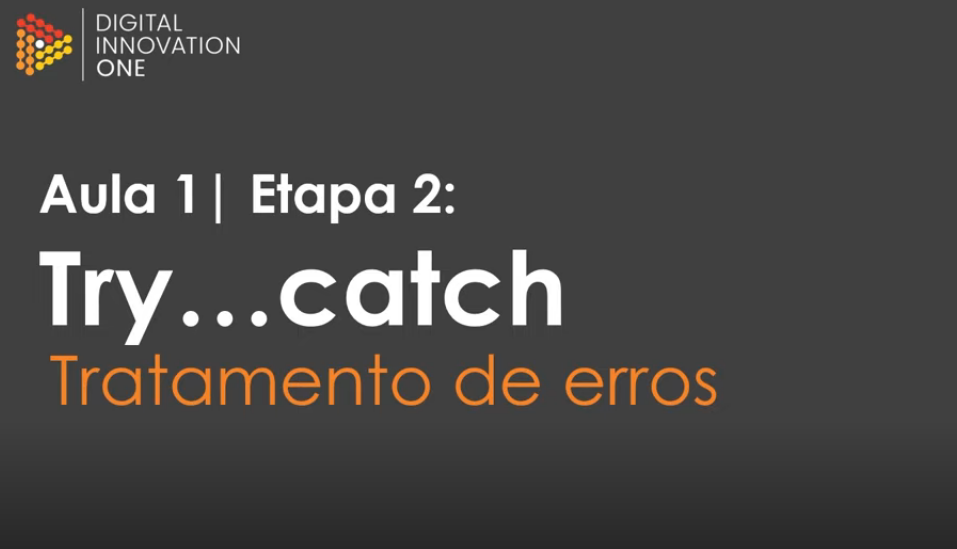 DIGITAL
INNOVATION
ONE
Aula 1| Etapa 2:
Try...catch
Tratamento de erros